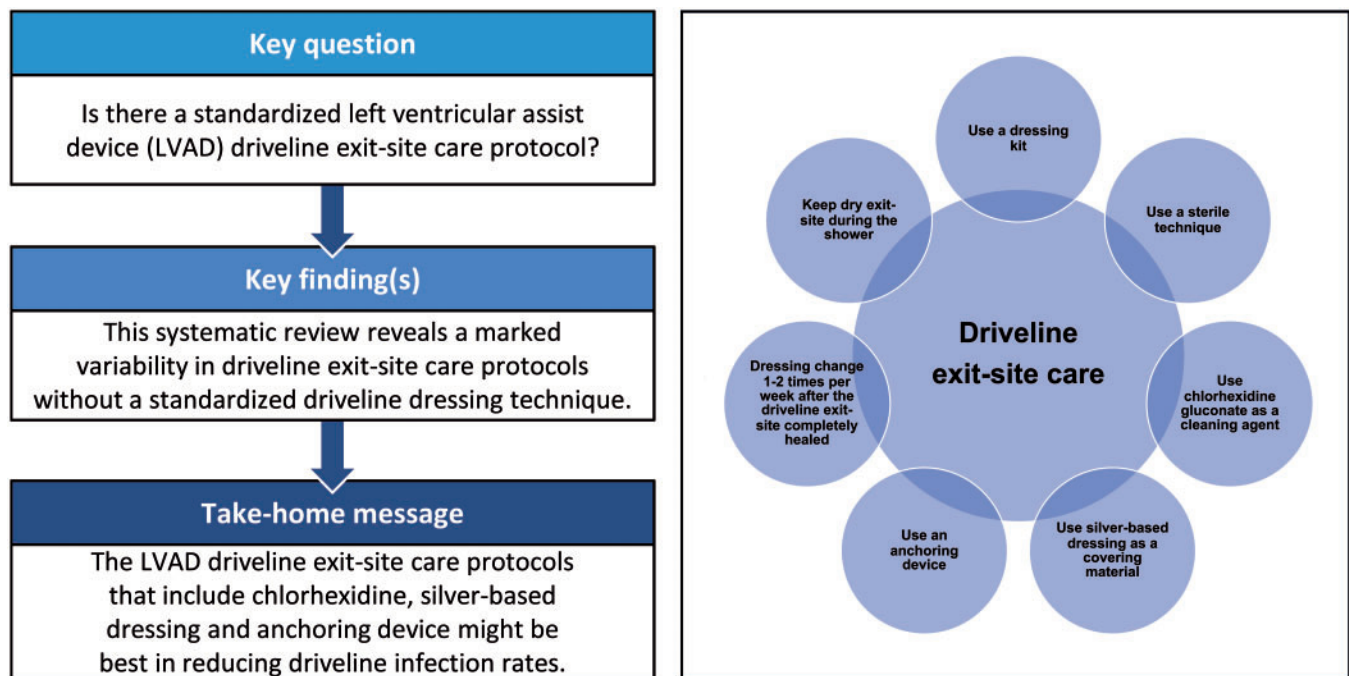 Key question
Is there a standardized left ventricular assist
device (LVAD) driveline exit-site care protocol?
Key finding(s)
This systematic review reveals a marked
variability in driveline exit-site care protocols
without a standardized driveline dressing technique.
Take-home message
The LVAD driveline exit-site care protocols
that include chlorhexidine, silver-based
dressing and anchoring device might be
best in reducing driveline infection rates.
Use a dressing
kit
Use a sterile
technique
Use
chlorhexidine
gluconate as a
cleaning agent
Use silver-based
dressing as a
covering
material
Use an
anchoring
device
Dressing change
1-2 times per
week after the
driveline exit-
site completely
healed
Keep dry exit-
site during the
shower
Driveline
exit-site care